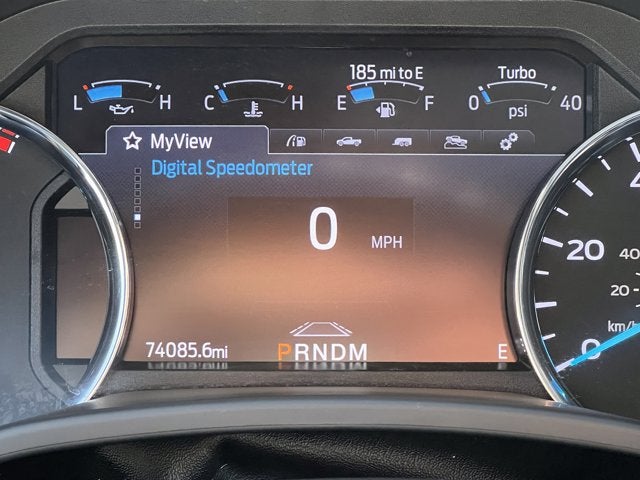 185 mi to E
Turbo
L H
C H
E F
0 40
psi
MyView
Digital Speedometer
0 MPH
74085.6mi
PRNDM
E
4
20
40
20
km/h
0